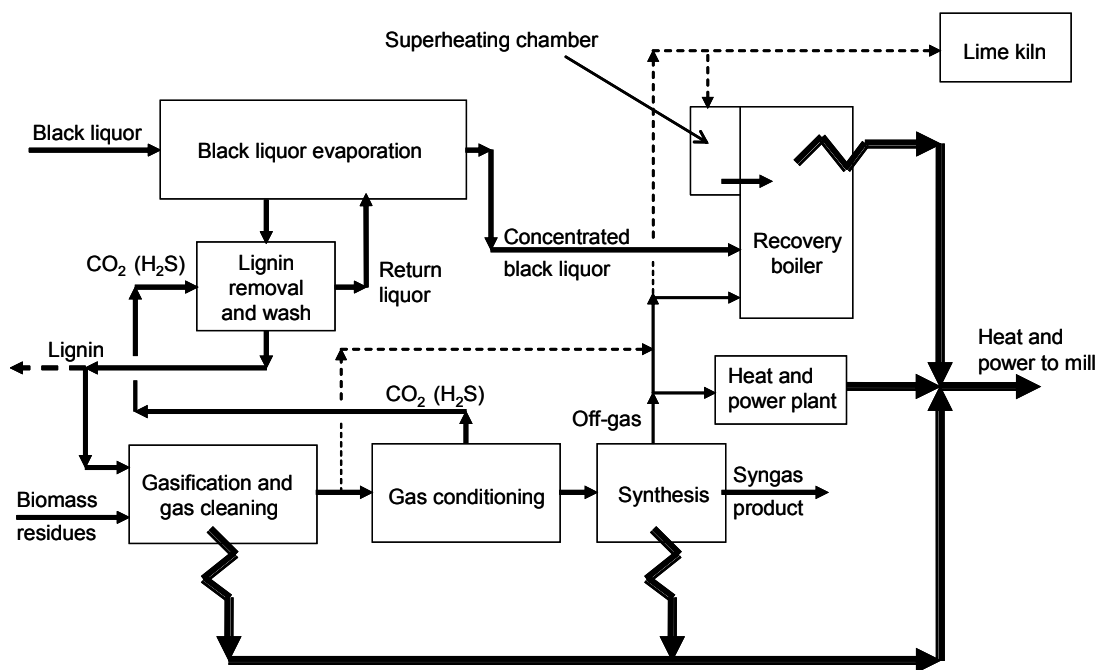 Superheating chamber
Lime kiln
Black liquor
Black liquor evaporation
Concentrated
black liquor
Recovery
boiler
CO₂ (H₂S)
Lignin
removal
and wash
Return
liquor
Lignin
CO₂ (H₂S)
Heat and
power plant
Heat and
power to mill
Off-gas
Gasification and
gas cleaning
Gas conditioning
Synthesis
Syngas
product
Biomass
residues